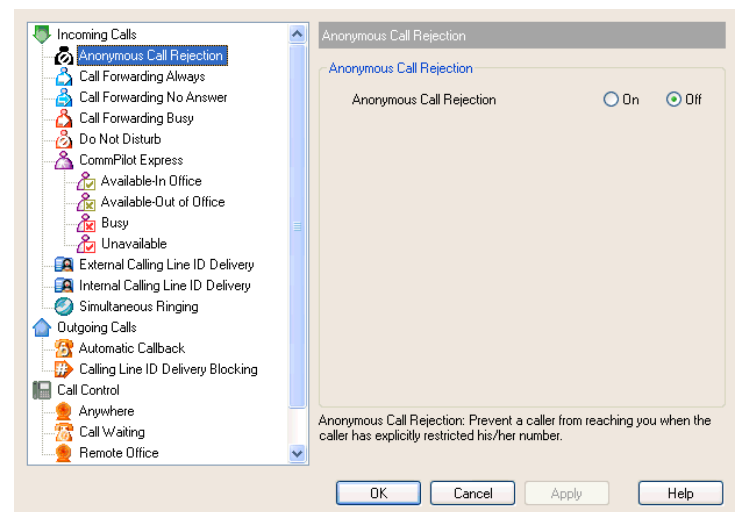 Incoming Calls
Anonymous Call Rejection
Call Forwarding Always
Call Forwarding No Answer
Call Forwarding Busy
Do Not Disturb
CommPilot Express
Available-In Office
Available-Out of Office
Busy
Unavailable
External Calling Line ID Delivery
Internal Calling Line ID Delivery
Simultaneous Ringing
Outgoing Calls
Automatic Callback
Calling Line ID Delivery Blocking
Call Control
Anywhere
Call Waiting
Remote Office
Anonymous Call Rejection
Anonymous Call Rejection
Anonymous Call Rejection On Off
Anonymous Call Rejection: Prevent a caller from reaching you when the
caller has explicitly restricted his/her number.
OK Cancel Apply Help